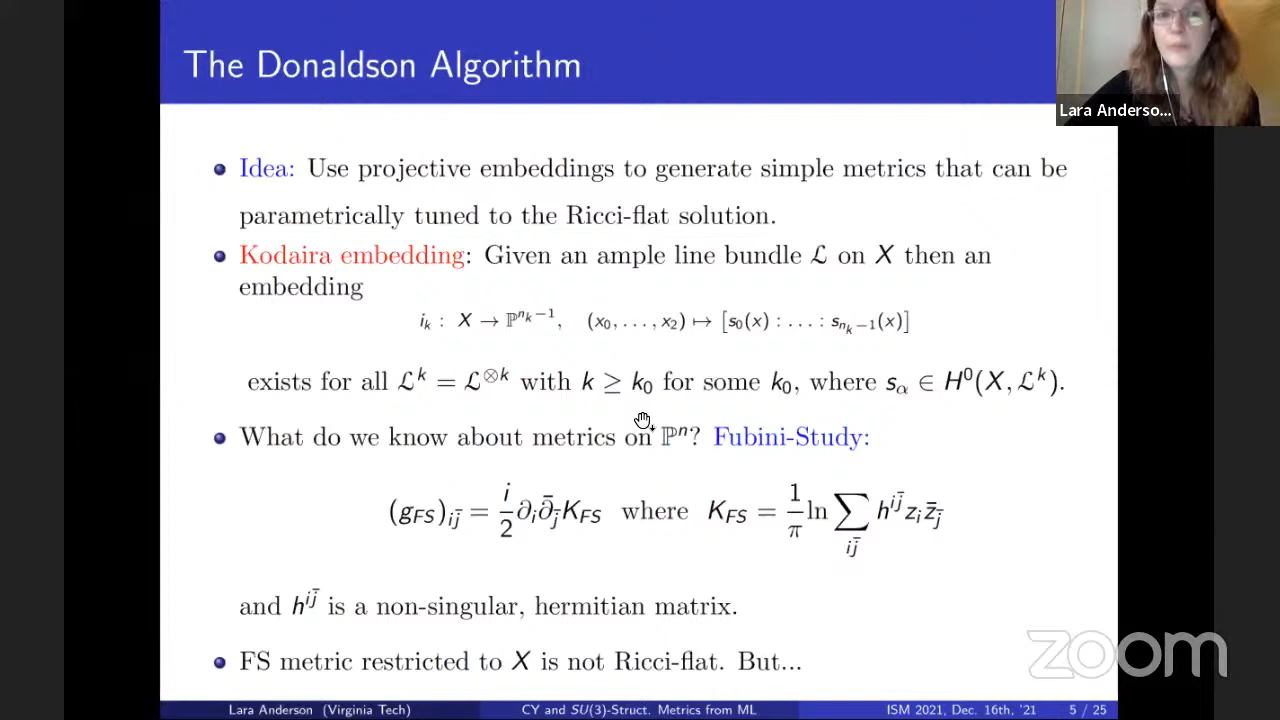 The Donaldson Algorithm
Lara Anderso...
Idea: Use projective embeddings to generate simple metrics that can be
parametrically tuned to the Ricci-flat solution.
Kodaira embedding: Given an ample line bundle ℒ on X then an
embedding
i_k : X → ℙ^{n_k−1}, (x_0, . . . , x_2) ↦ [s_0(x) : . . . : s_{n_k−1}(x)]
exists for all ℒ^k = ℒ^{⊗k} with k ≥ k_0 for some k_0, where s_α ∈ H^0(X, ℒ^k).
What do we know about metrics on ℙ^n? Fubini-Study:
(g_{FS})_{i\bar{j}} = \frac{i}{2} ∂_i \bar{∂}_{\bar{j}} K_{FS} where K_{FS} = \frac{1}{π} ln ∑_{i\bar{j}} h^{i\bar{j}} z_i \bar{z}_{\bar{j}}
and h^{i\bar{j}} is a non-singular, hermitian matrix.
FS metric restricted to X is not Ricci-flat. But...
zoom
Lara Anderson (Virginia Tech) CY and SU(3)-Struct. Metrics from ML ISM 2021, Dec. 16th, '21 5 / 25